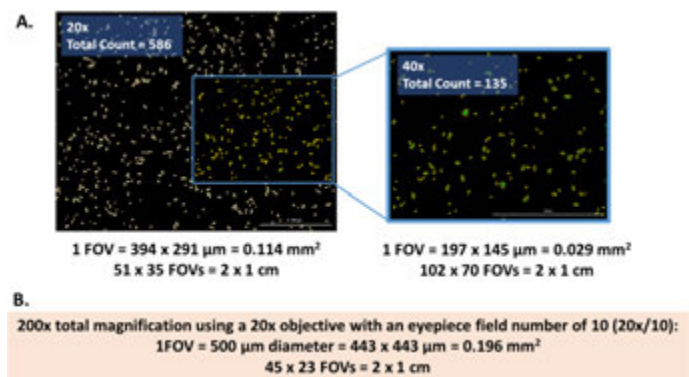 A.
20x
Total Count = 586
40x
Total Count = 135
1 FOV = 394 x 291 µm = 0.114 mm²
51 x 35 FOVs = 2 x 1 cm
1 FOV = 197 x 145 µm = 0.029 mm²
102 x 70 FOVs = 2 x 1 cm
B.
200x total magnification using a 20x objective with an eyepiece field number of 10 (20x/10):
1FOV = 500 µm diameter = 443 x 443 µm = 0.196 mm²
45 x 23 FOVs = 2 x 1 cm